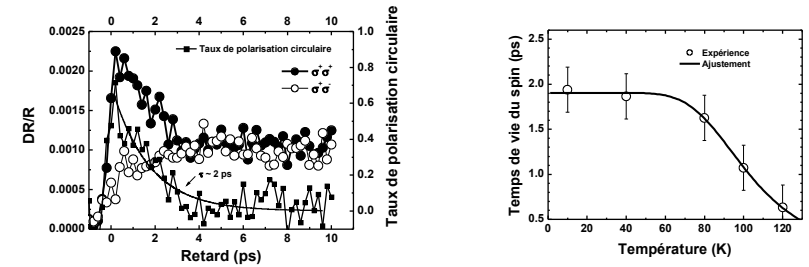 0 2 4 6 8 10
0.0025
0.0020
0.0015
0.0010
0.0005
0.0000
DR/R
Taux de polarisation circulaire
σ+σ+
σ+σ-
τ~ 2 ps
1.0
0.8
0.6
0.4
0.2
0.0
Taux de polarisation circulaire
0 2 4 6 8 10
Retard (ps)
2.5
2.0
1.5
1.0
0.5
Temps de vie du spin (ps)
Expérience
Ajustement
0 20 40 60 80 100 120
Température (K)